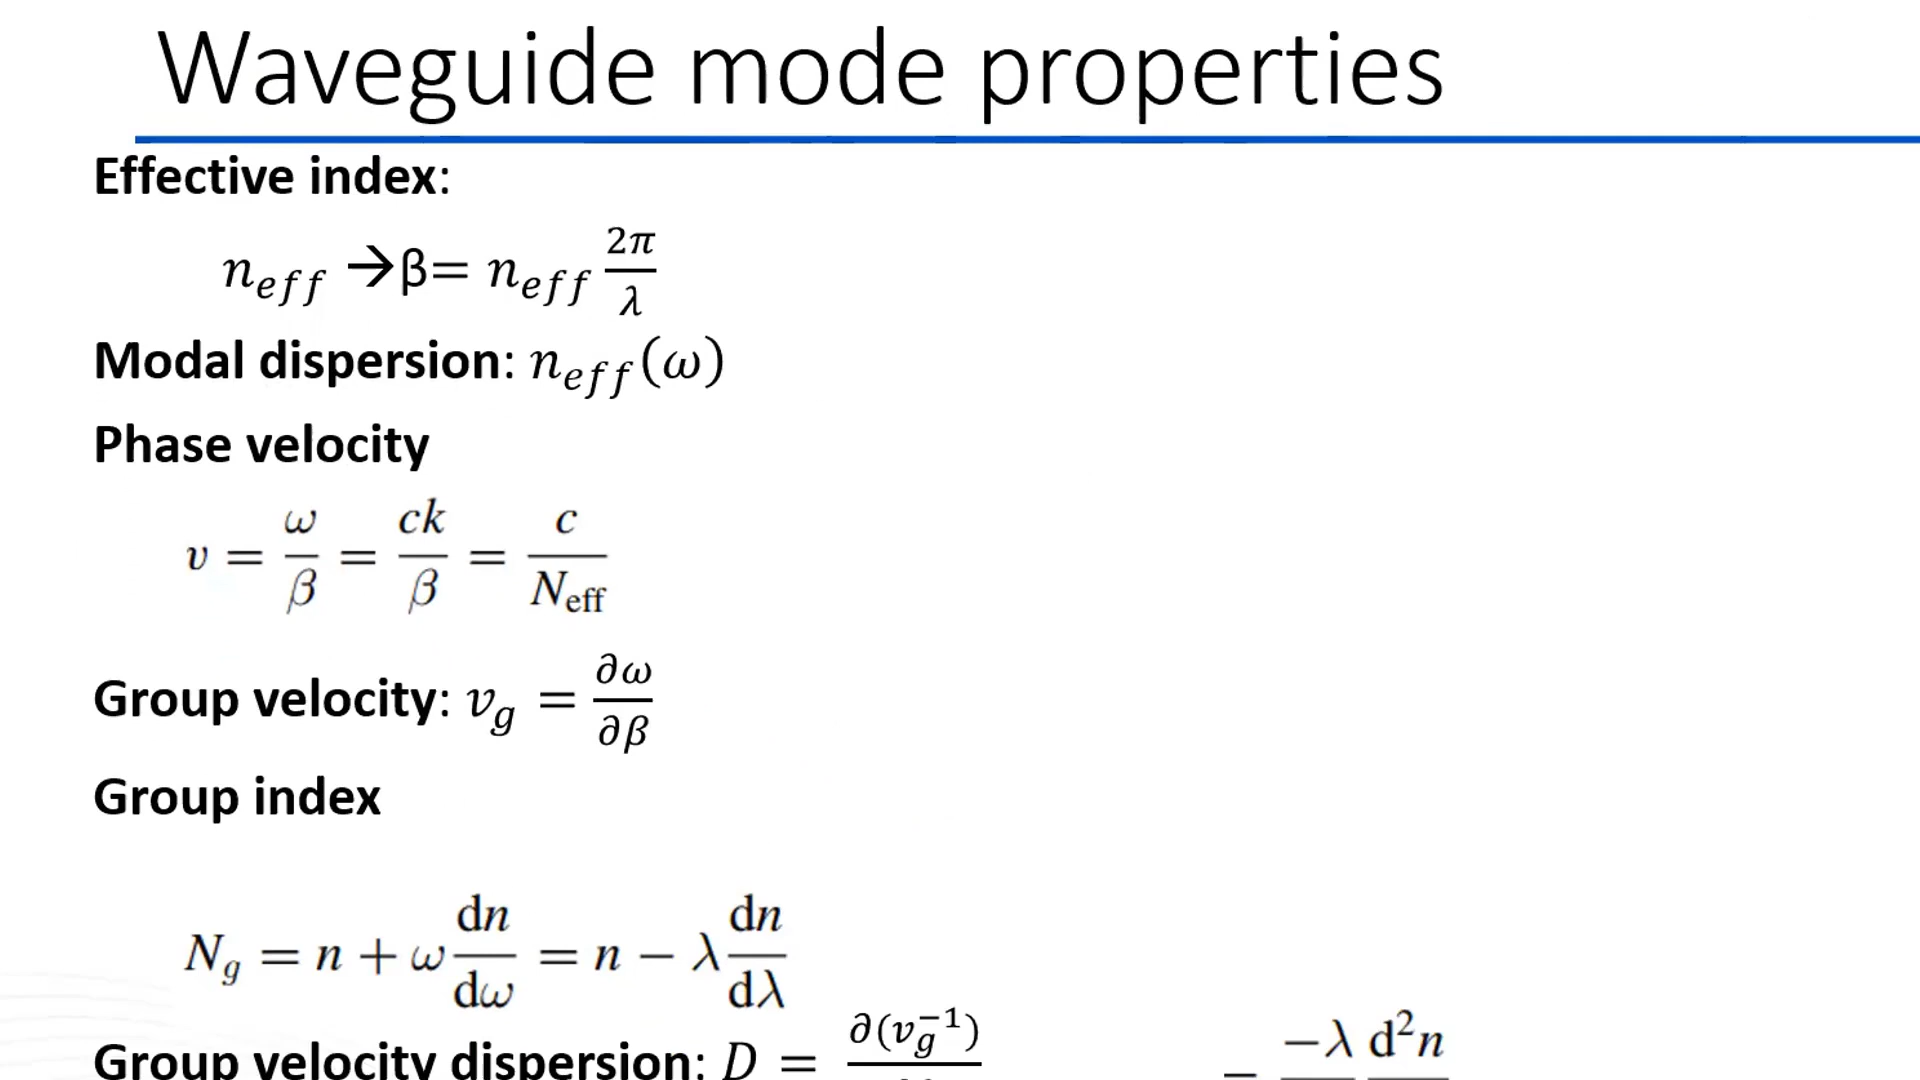 Waveguide mode properties
Effective index:
n_eff →β= n_eff 2π/λ
Modal dispersion: n_eff(ω)
Phase velocity
v = ω/β = ck/β = c/N_eff
Group velocity: v_g = ∂ω/∂β
Group index
N_g = n + ω dn/dω = n − λ dn/dλ
Group velocity dispersion: D = ∂(v_g^−1) = −λ d²n